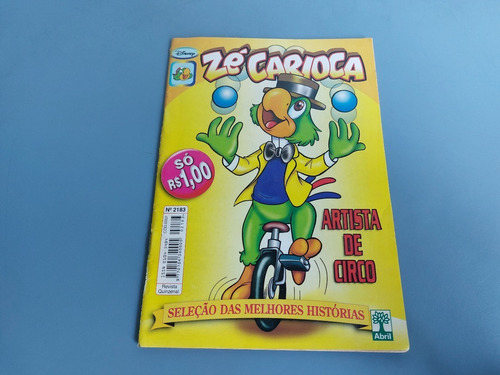 Disney
Zé CARIOCA
SÓ
R$1,00
Nº 2183
ARTISTA
DE
CIRCO
Revista
Quinzenal
SELEÇÃO DAS MELHORES HISTÓRIAS
Abril